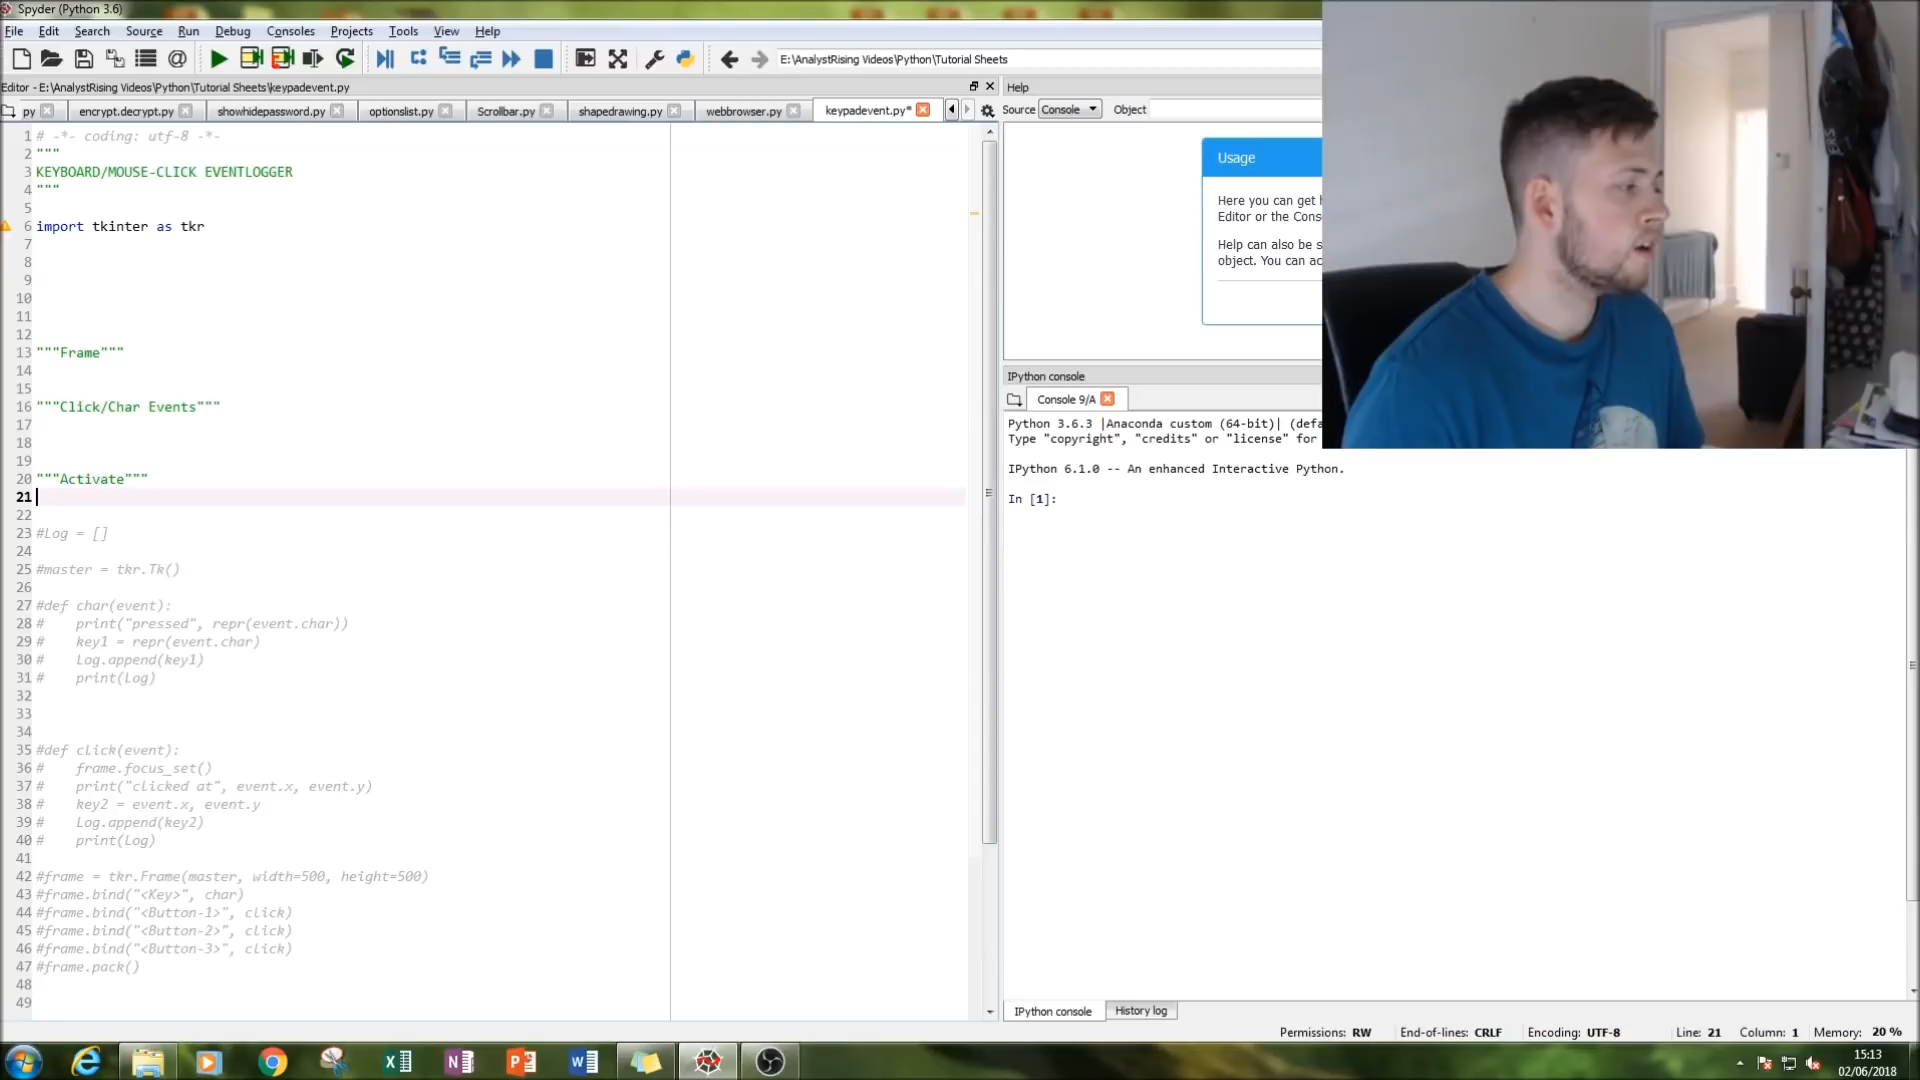 Spyder (Python 3.6)
File Edit Search Source Run Debug Consoles Projects Tools View Help
E:\AnalystRising Videos\Python\Tutorial Sheets
Editor - E:\AnalystRising Videos\Python\Tutorial Sheets\keypadevent.py
Help
py encrypt.decrypt.py showhidepassword.py optionslist.py Scrollbar.py shapedrawing.py webbrowser.py keypadevent.py*
Source Console Object
1 # -*- coding: utf-8 -*-
2 """
3 KEYBOARD/MOUSE-CLICK EVENTLOGGER
4 """
5
6 import tkinter as tkr
7
8
9
10
11
12
13 """Frame"""
14
15
16 """Click/Char Events"""
17
18
19
20 """Activate"""
21
22
23 #Log = []
24
25 #master = tkr.Tk()
26
27 #def char(event):
28 #    print("pressed", repr(event.char))
29 #    key1 = repr(event.char)
30 #    Log.append(key1)
31 #    print(Log)
32
33
34
35 #def click(event):
36 #    frame.focus_set()
37 #    print("clicked at", event.x, event.y)
38 #    key2 = event.x, event.y
39 #    Log.append(key2)
40 #    print(Log)
41
42 #frame = tkr.Frame(master, width=500, height=500)
43 #frame.bind("<Key>", char)
44 #frame.bind("<Button-1>", click)
45 #frame.bind("<Button-2>", click)
46 #frame.bind("<Button-3>", click)
47 #frame.pack()
48
49
Usage
Here you can get
Editor or the Cons
Help can also be s
object. You can ac
IPython console
Console 9/A
Python 3.6.3 |Anaconda custom (64-bit)| (defa
Type "copyright", "credits" or "license" for
IPython 6.1.0 -- An enhanced Interactive Python.
In [1]:
IPython console History log
Permissions: RW End-of-lines: CRLF Encoding: UTF-8 Line: 21 Column: 1 Memory: 20 %
15:13
02/06/2018